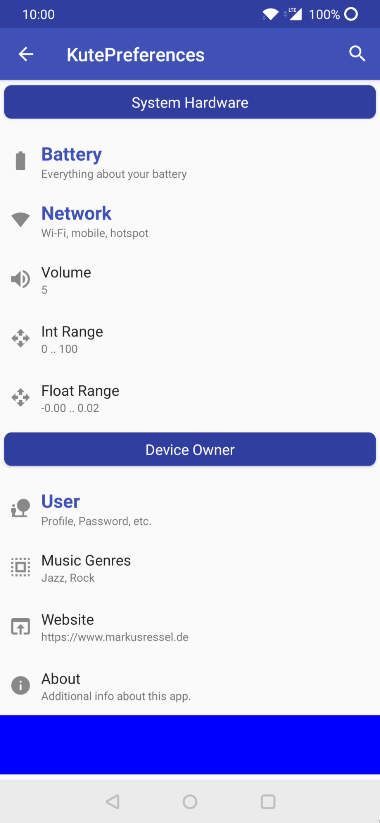 10:00
LTE 100%
KutePreferences
System Hardware
Battery
Everything about your battery
Network
Wi-Fi, mobile, hotspot
Volume
5
Int Range
0 .. 100
Float Range
-0.00 .. 0.02
Device Owner
User
Profile, Password, etc.
Music Genres
Jazz, Rock
Website
https://www.markusressel.de
About
Additional info about this app.